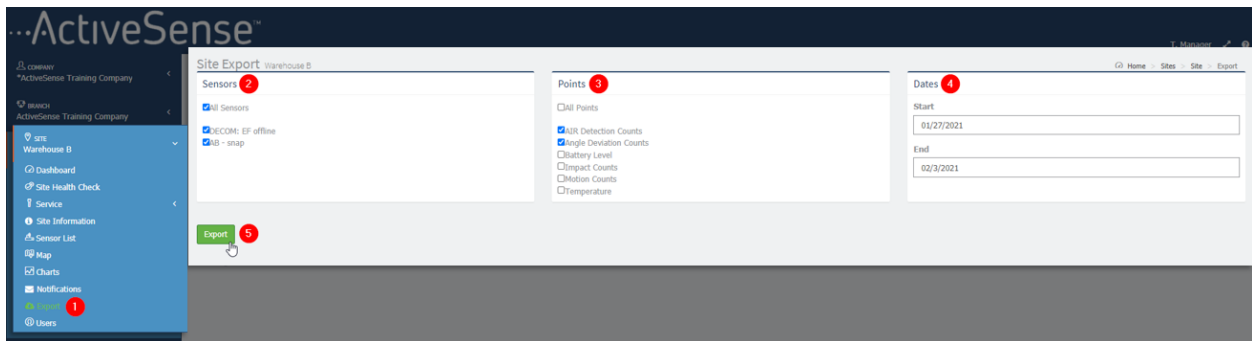 ActiveSense™
T. Manager
COMPANY
*ActiveSense Training Company
BRANCH
ActiveSense Training Company
SITE
Warehouse B
Dashboard
Site Health Check
Service
Site Information
Sensor List
Map
Charts
Notifications
Export 1
Users
Site Export Warehouse B
Home > Sites > Site > Export
Sensors 2
All Sensors
DECOM: EF offline
AB - snap
Points 3
All Points
AIR Detection Counts
Angle Deviation Counts
Battery Level
Impact Counts
Motion Counts
Temperature
Dates 4
Start
01/27/2021
End
02/3/2021
Export 5